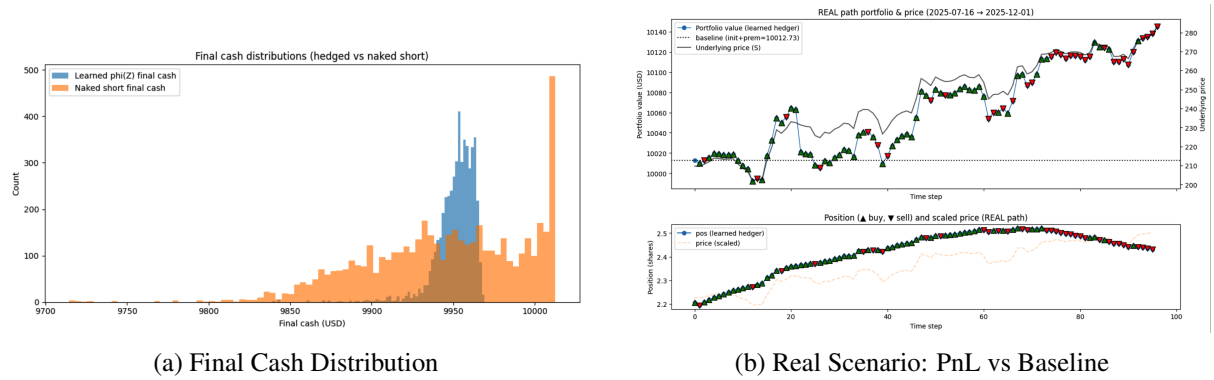 Final cash distributions (hedged vs naked short)
Learned phi(Z) final cash
Naked short final cash
500
400
300
200
100
0
Count
9700
9750
9800
9850
9900
9950
10000
Final cash (USD)
(a) Final Cash Distribution
REAL path portfolio & price (2025-07-16 → 2025-12-01)
Portfolio value (learned hedger)
baseline (init+prem=10012.73)
Underlying price (S)
10140
10120
10100
10080
10060
10040
10020
10000
Portfolio value (USD)
280
270
260
250
240
230
220
210
200
Underlying price
Time step
Position (▲ buy, ▼ sell) and scaled price (REAL path)
pos (learned hedger)
price (scaled)
2.5
2.4
2.3
2.2
Position (shares)
0
20
40
60
80
100
Time step
(b) Real Scenario: PnL vs Baseline